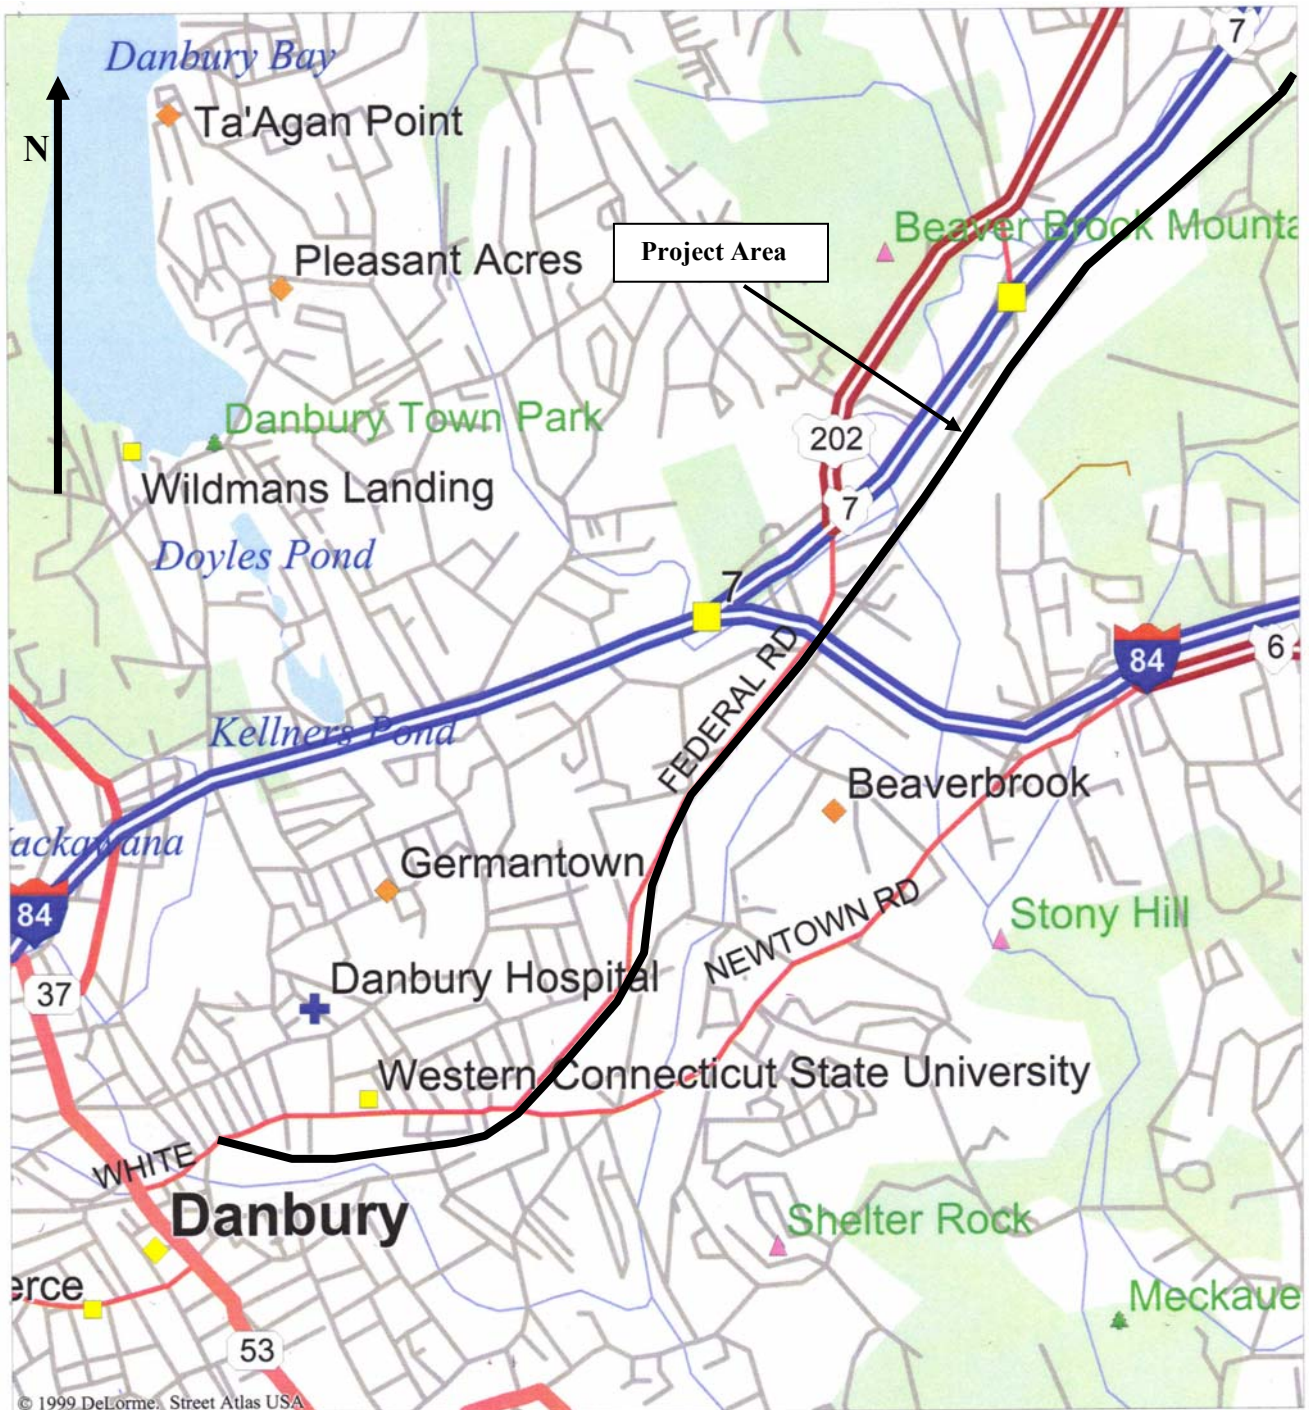 7
Danbury Bay
Ta'Agan Point
N
Beaver Brook Mounta
Project Area
Pleasant Acres
Danbury Town Park
202
Wildmans Landing
7
Doyles Pond
7
FEDERAL RD
84
6
Kellners Pond
Beaverbrook
ackawana
Germantown
84
NEWTOWN RD
Stony Hill
Danbury Hospital
37
Western Connecticut State University
WHITE
Danbury
Shelter Rock
erce
Meckaue
53
© 1999 DeLorme. Street Atlas USA